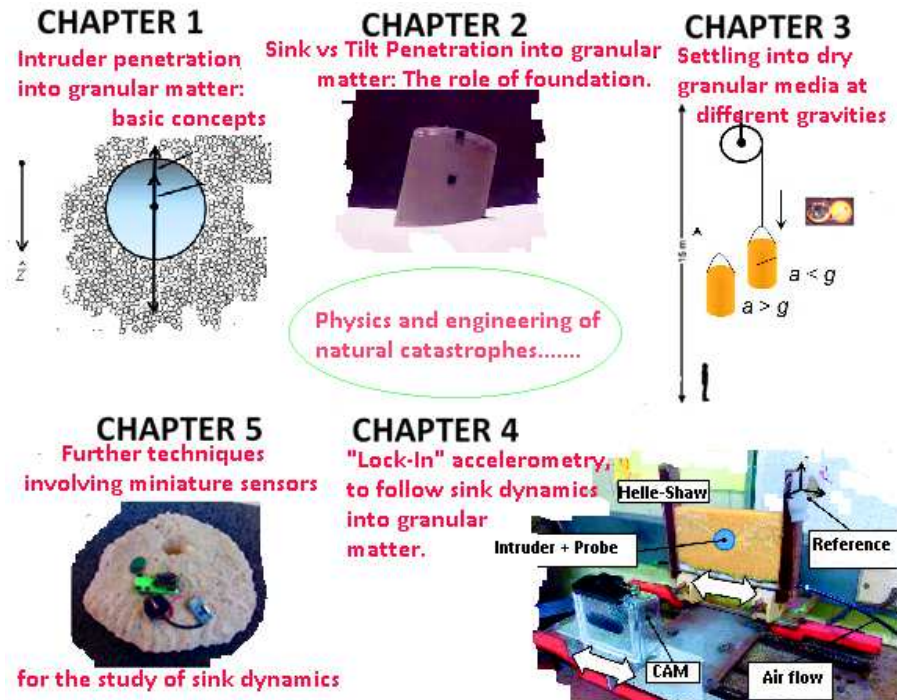 CHAPTER 1
Intruder penetration
into granular matter:
basic concepts
ẑ
CHAPTER 2
Sink vs Tilt Penetration into granular
matter: The role of foundation.
CHAPTER 3
Settling into dry
granular media at
different gravities
15 m
a < g
a > g
Physics and engineering of
natural catastrophes.......
CHAPTER 5
Further techniques
involving miniature sensors
for the study of sink dynamics
CHAPTER 4
"Lock-In" accelerometry,
to follow sink dynamics
into granular
matter.
Helle-Shaw
Intruder + Probe
Reference
CAM
Air flow